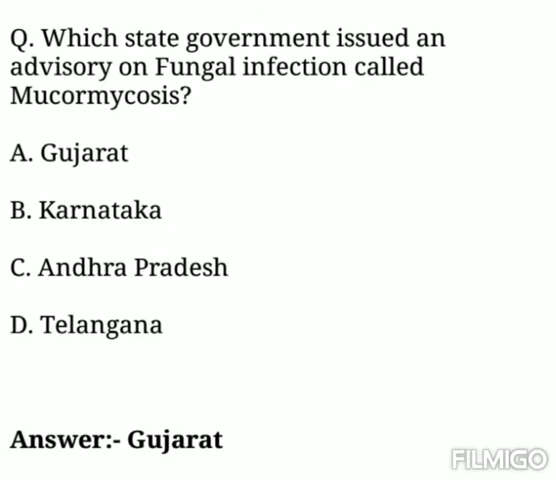 Q. Which state government issued an
advisory on Fungal infection called
Mucormycosis?
A. Gujarat
B. Karnataka
C. Andhra Pradesh
D. Telangana
Answer:- Gujarat
FILMIGO